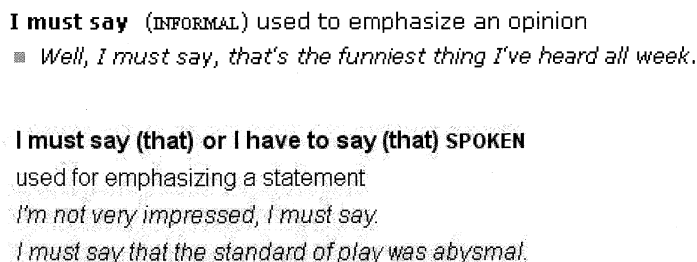 I must say (INFORMAL) used to emphasize an opinion
■ Well, I must say, that's the funniest thing I've heard all week.
I must say (that) or I have to say (that) SPOKEN
used for emphasizing a statement
I'm not very impressed, I must say.
I must say that the standard of play was abysmal.